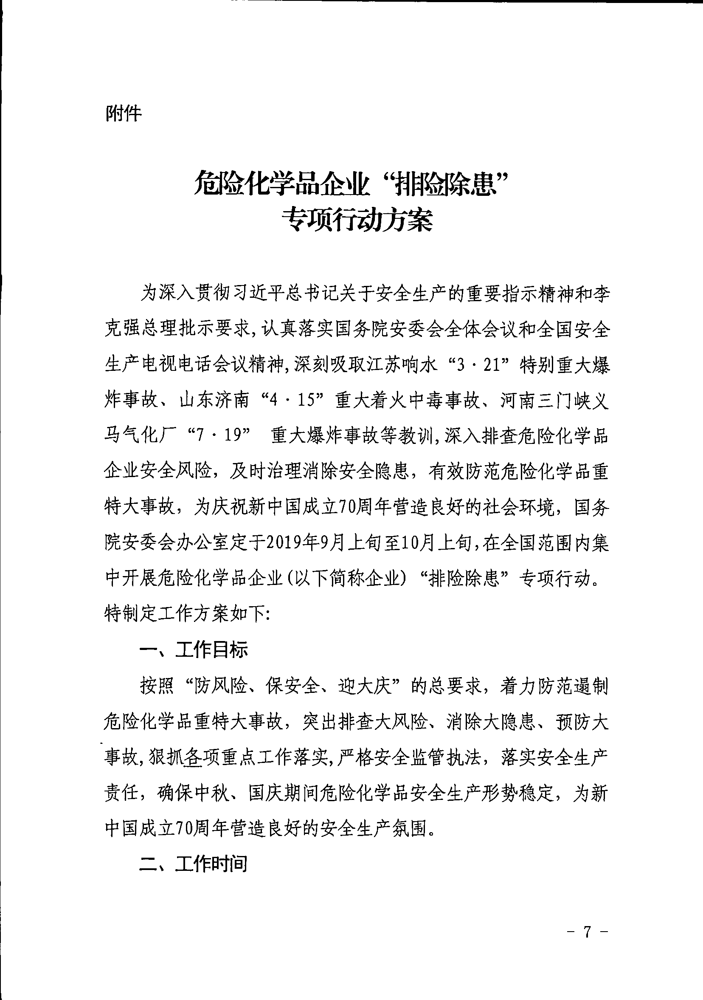 附件
危险化学品企业“排险除患”
专项行动方案
为深入贯彻习近平总书记关于安全生产的重要指示精神和李
克强总理批示要求,认真落实国务院安委会全体会议和全国安全
生产电视电话会议精神,深刻吸取江苏响水“3·21”特别重大爆
炸事故、山东济南“4·15”重大着火中毒事故、河南三门峡义
马气化厂“7·19” 重大爆炸事故等教训,深入排查危险化学品
企业安全风险，及时治理消除安全隐患，有效防范危险化学品重
特大事故，为庆祝新中国成立70周年营造良好的社会环境，国务
院安委会办公室定于2019年9月上旬至10月上旬,在全国范围内集
中开展危险化学品企业(以下简称企业)“排险除患”专项行动。
特制定工作方案如下:
一、工作目标
按照“防风险、保安全、迎大庆”的总要求，着力防范遏制
危险化学品重特大事故，突出排查大风险、消除大隐患、预防大
事故,狠抓各项重点工作落实,严格安全监管执法，落实安全生产
责任，确保中秋、国庆期间危险化学品安全生产形势稳定，为新
中国成立70周年营造良好的安全生产氛围。
二、工作时间
- 7 -